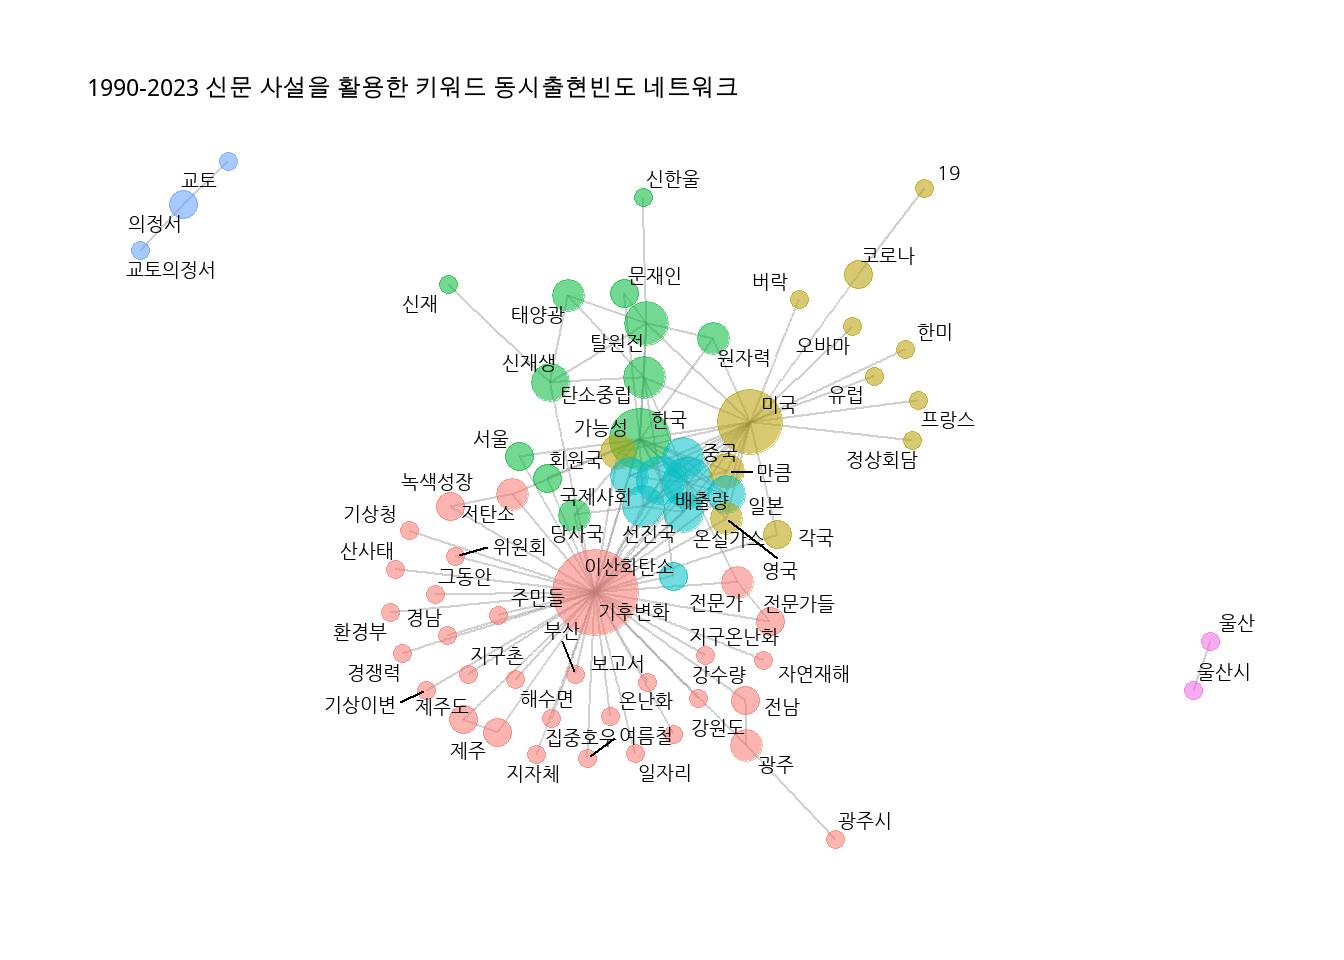 1990-2023 신문 사설을 활용한 키워드 동시출현빈도 네트워크
19
신한울
교토
의정서
코로나
교토의정서
문재인
버락
신재
태양광
한미
탈원전
오바마
원자력
신재생
탄소중립
유럽
미국
한국
프랑스
가능성
서울
중국
회원국
정상회담
만큼
녹색성장
국제사회
배출량
일본
기상청
저탄소
당사국
선진국
온실가스
각국
위원회
산사태
이산화탄소
영국
그동안
주민들
전문가
전문가들
기후변화
경남
울산
환경부
부산
지구온난화
지구촌
보고서
경쟁력
강수량
자연재해
울산시
해수면
온난화
기상이변
제주도
전남
강원도
집중호우
여름철
제주
광주
지자체
일자리
광주시